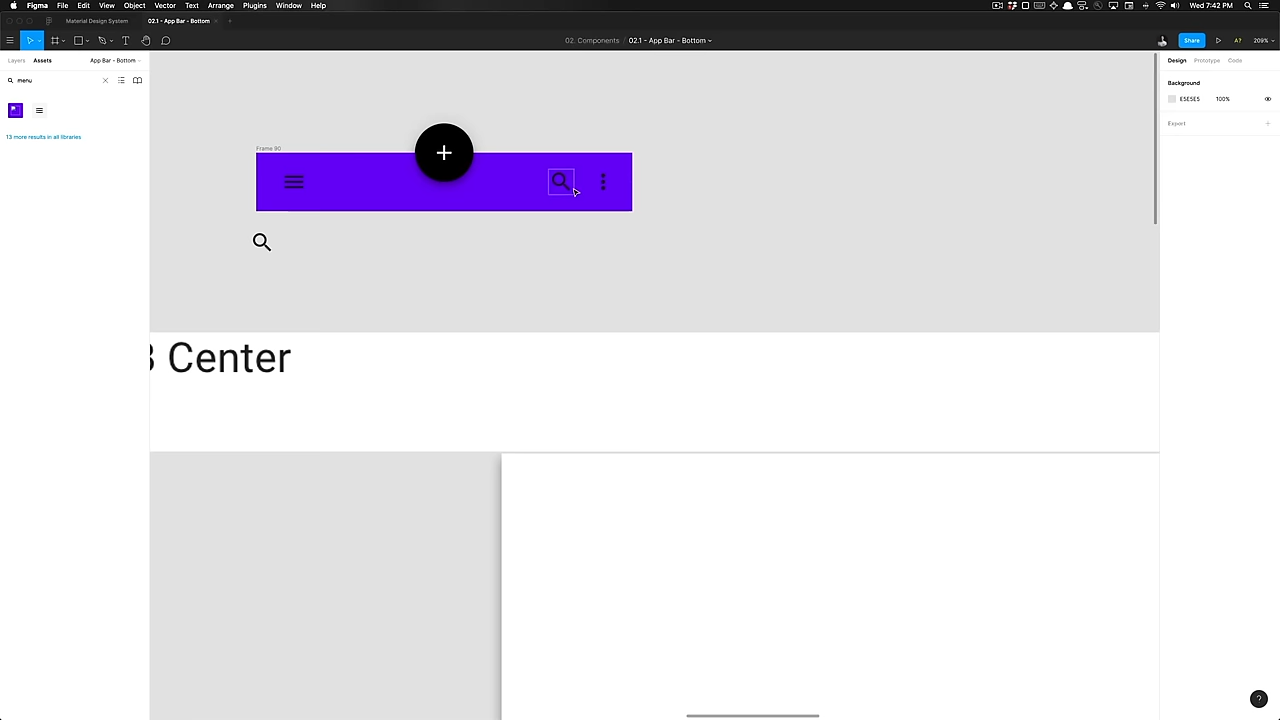 Figma File Edit View Object Vector Text Arrange Plugins Window Help Wed 7:42 PM
Material Design System 02.1 - App Bar - Bottom
02. Components / 02.1 - App Bar - Bottom Share A? 209%
Layers Assets App Bar - Bottom Design Prototype Code
menu
Background
E5E5E5 100%
Export
13 more results in all libraries
Frame 90
Center
?